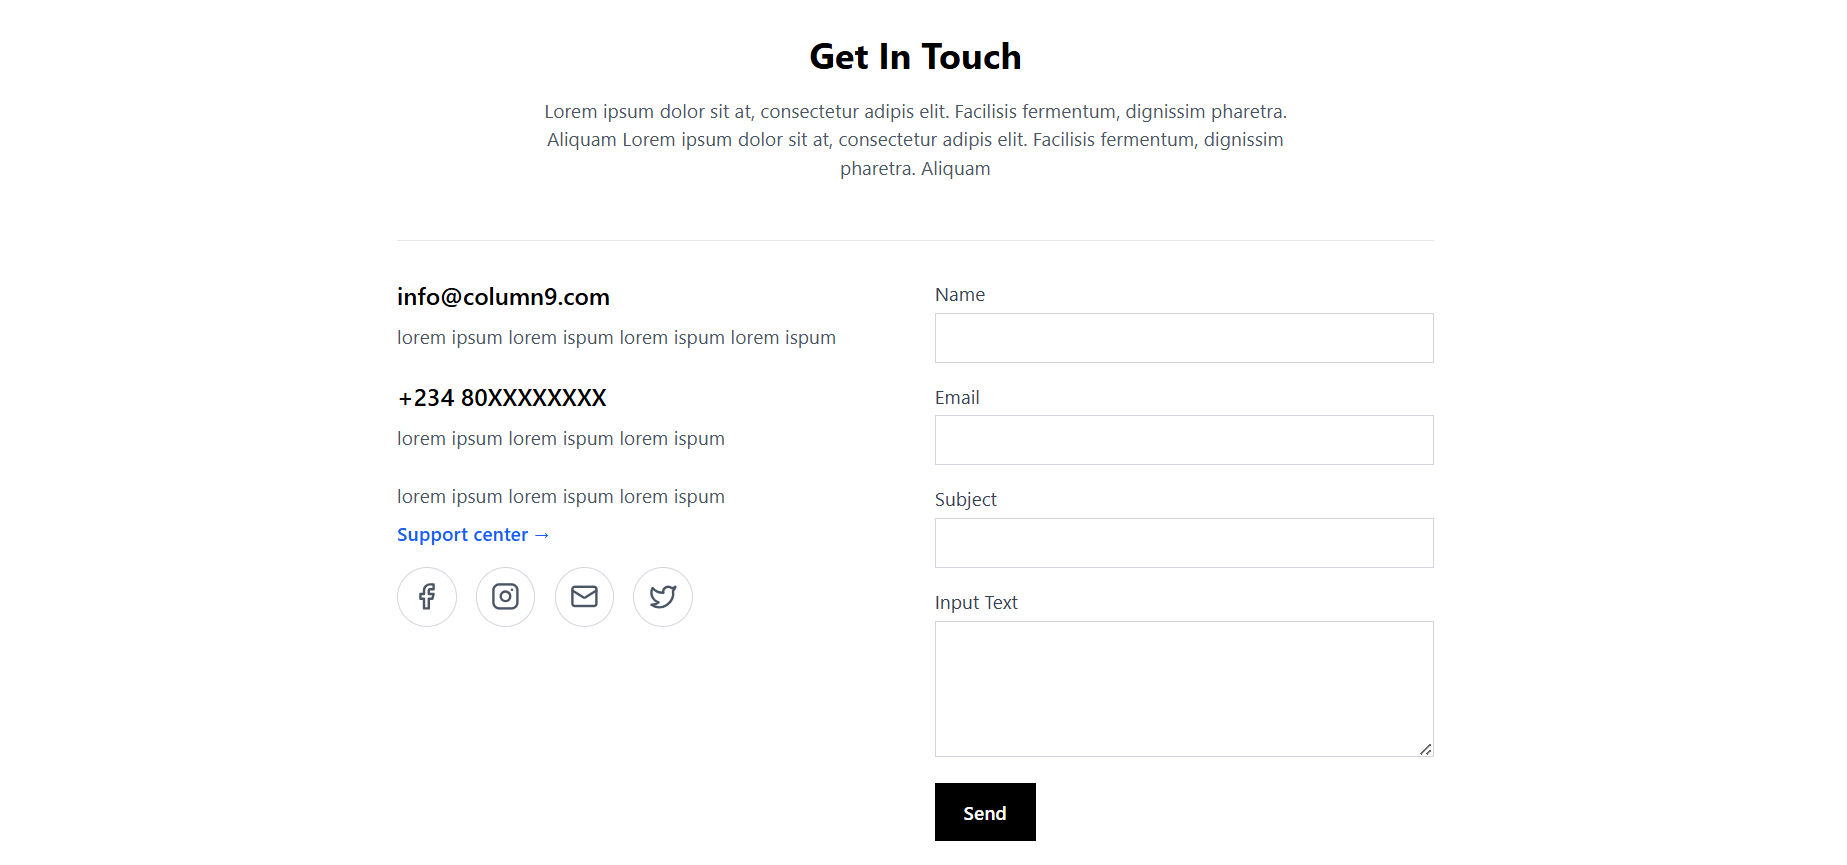 Get In Touch
Lorem ipsum dolor sit at, consectetur adipis elit. Facilisis fermentum, dignissim pharetra.
Aliquam Lorem ipsum dolor sit at, consectetur adipis elit. Facilisis fermentum, dignissim
pharetra. Aliquam
info@column9.com
lorem ipsum lorem ispum lorem ispum lorem ispum
+234 80XXXXXXXX
lorem ipsum lorem ispum lorem ispum
lorem ipsum lorem ispum lorem ispum
Support center →
Name
Email
Subject
Input Text
Send